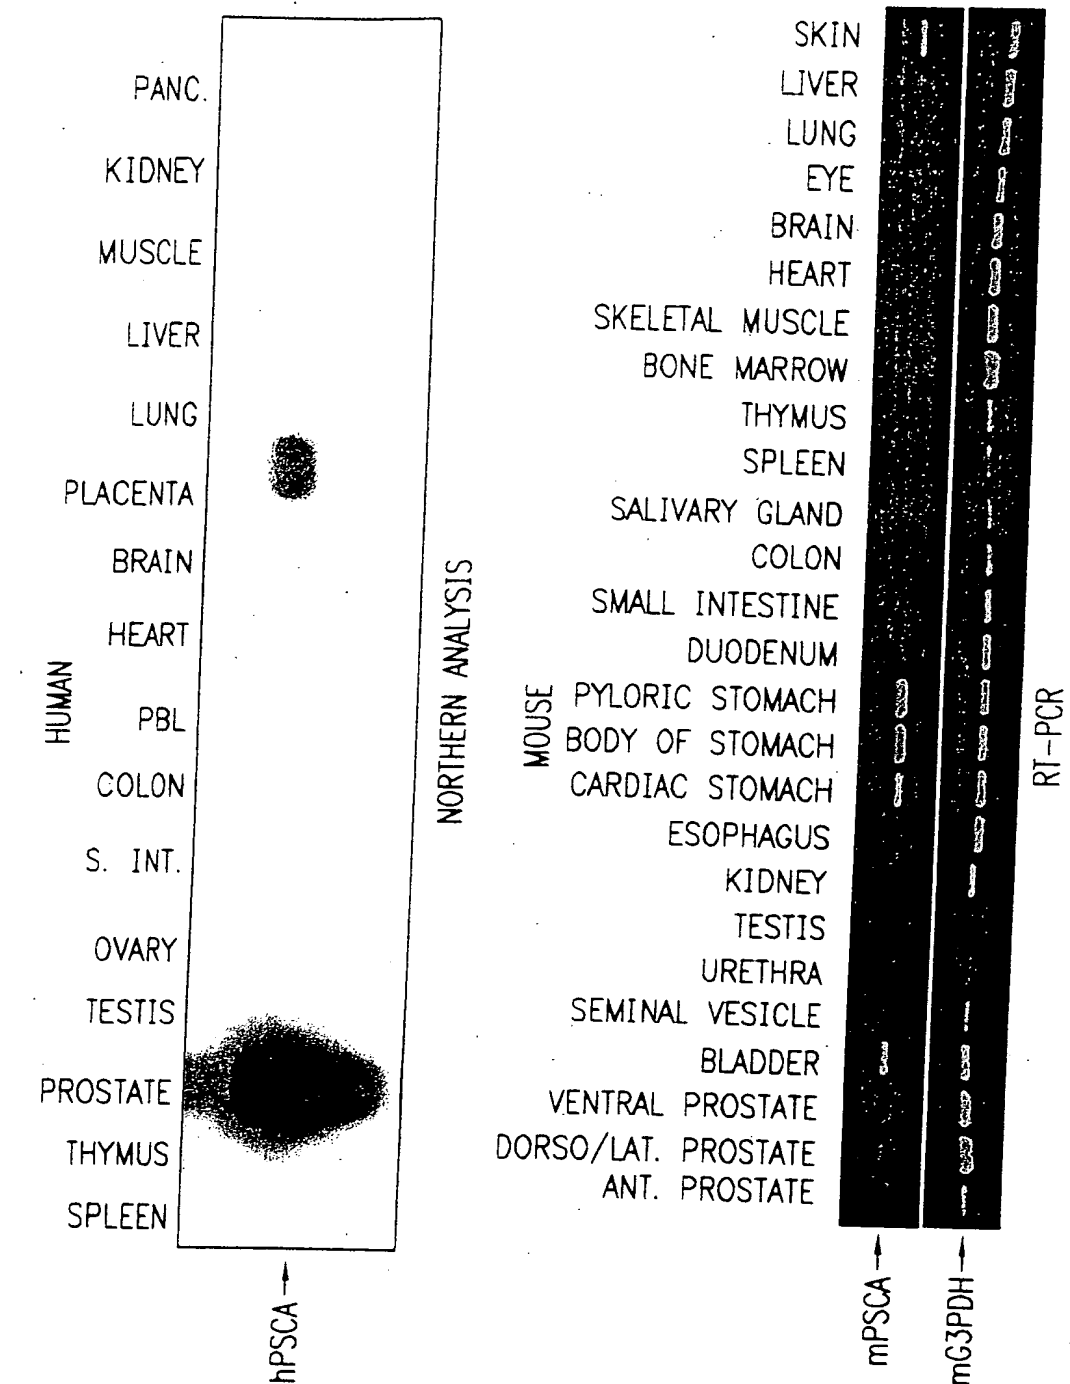 HUMAN
PANC.
KIDNEY
MUSCLE
LIVER
LUNG
PLACENTA
BRAIN
HEART
PBL
COLON
S. INT.
OVARY
TESTIS
PROSTATE
THYMUS
SPLEEN
hPSCA
NORTHERN ANALYSIS
MOUSE
SKIN
LIVER
LUNG
EYE
BRAIN
HEART
SKELETAL MUSCLE
BONE MARROW
THYMUS
SPLEEN
SALIVARY GLAND
COLON
SMALL INTESTINE
DUODENUM
PYLORIC STOMACH
BODY OF STOMACH
CARDIAC STOMACH
ESOPHAGUS
KIDNEY
TESTIS
URETHRA
SEMINAL VESICLE
BLADDER
VENTRAL PROSTATE
DORSO/LAT. PROSTATE
ANT. PROSTATE
mPSCA
mG3PDH
RT-PCR